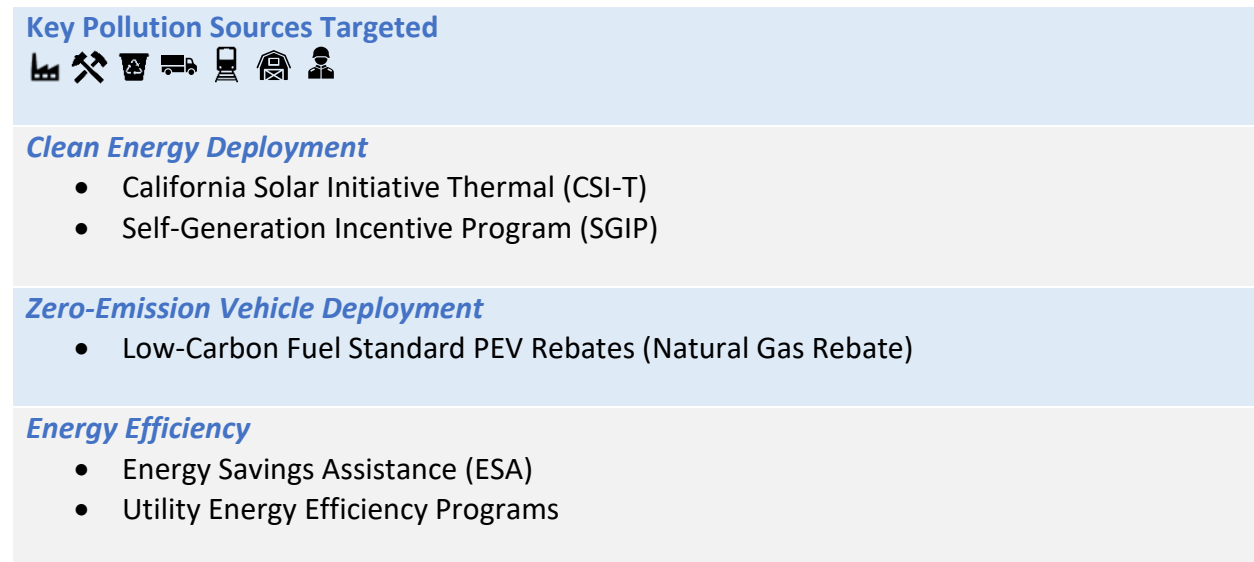 Key Pollution Sources Targeted
Clean Energy Deployment
• California Solar Initiative Thermal (CSI-T)
• Self-Generation Incentive Program (SGIP)
Zero-Emission Vehicle Deployment
• Low-Carbon Fuel Standard PEV Rebates (Natural Gas Rebate)
Energy Efficiency
• Energy Savings Assistance (ESA)
• Utility Energy Efficiency Programs